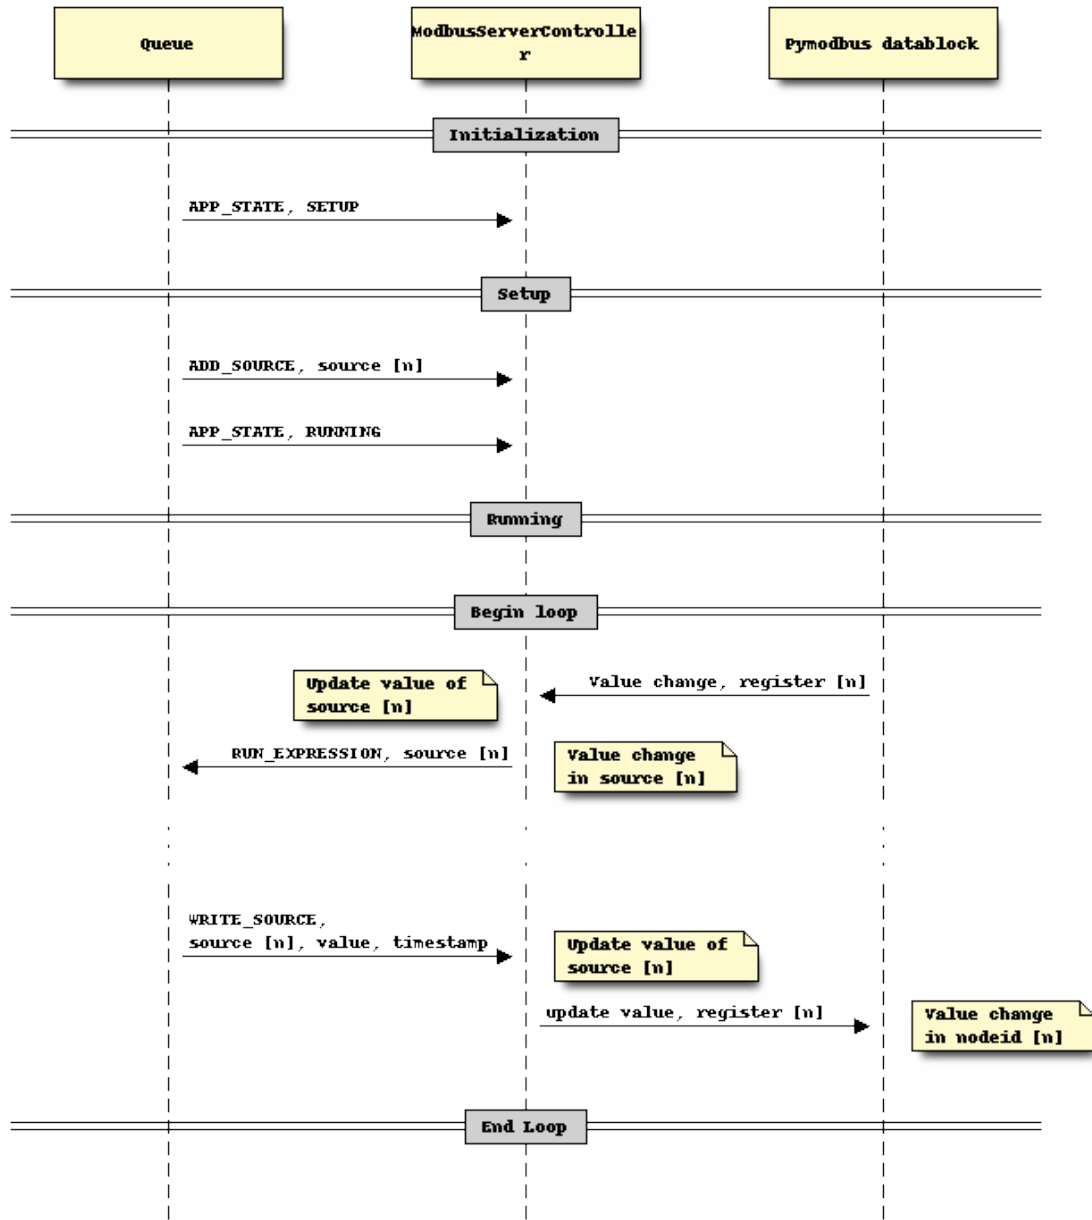 Queue
ModbusServerControlle
r
Pymodbus datablock
Initialization
APP_STATE, SETUP
Setup
ADD_SOURCE, source [n]
APP_STATE, RUNNING
Running
Begin loop
Update value of
source [n]
Value change, register [n]
RUN_EXPRESSION, source [n]
Value change
in source [n]
WRITE_SOURCE,
source [n], value, timestamp
Update value of
source [n]
update value, register [n]
Value change
in nodeid [n]
End Loop